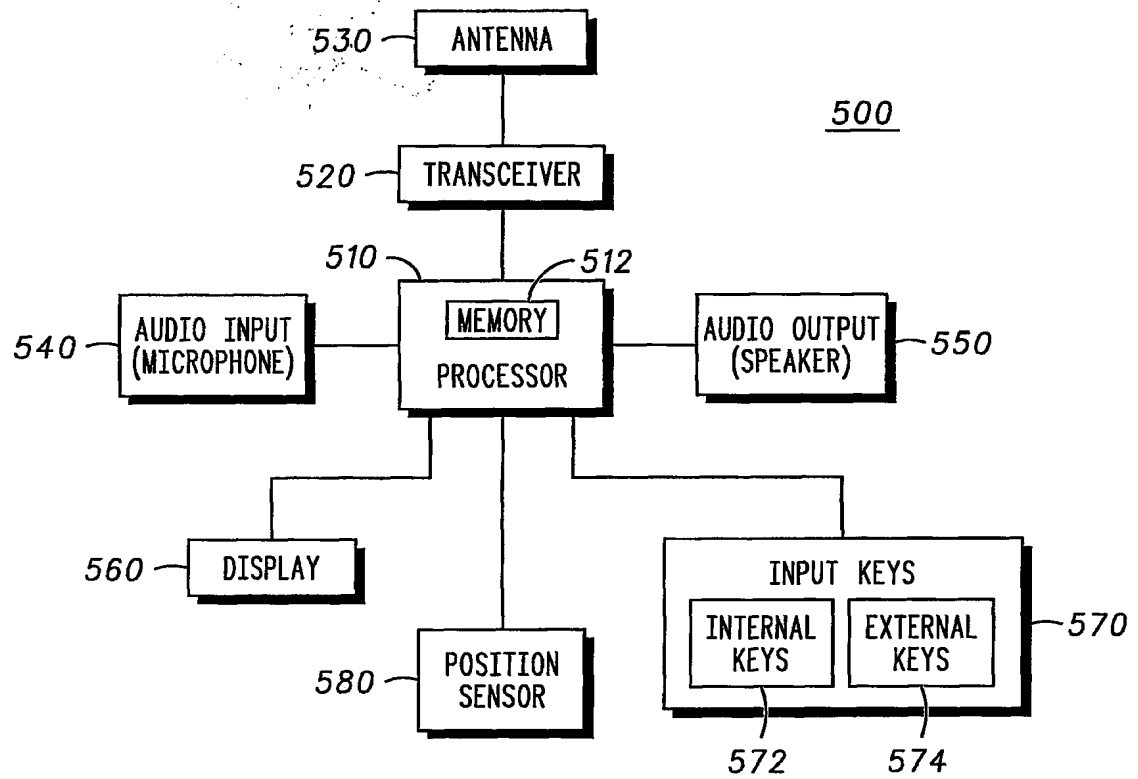 530
ANTENNA
500
520
TRANSCEIVER
510
512
MEMORY
PROCESSOR
540
AUDIO INPUT
(MICROPHONE)
AUDIO OUTPUT
(SPEAKER)
550
560
DISPLAY
580
POSITION
SENSOR
INPUT KEYS
INTERNAL
KEYS
EXTERNAL
KEYS
570
572
574